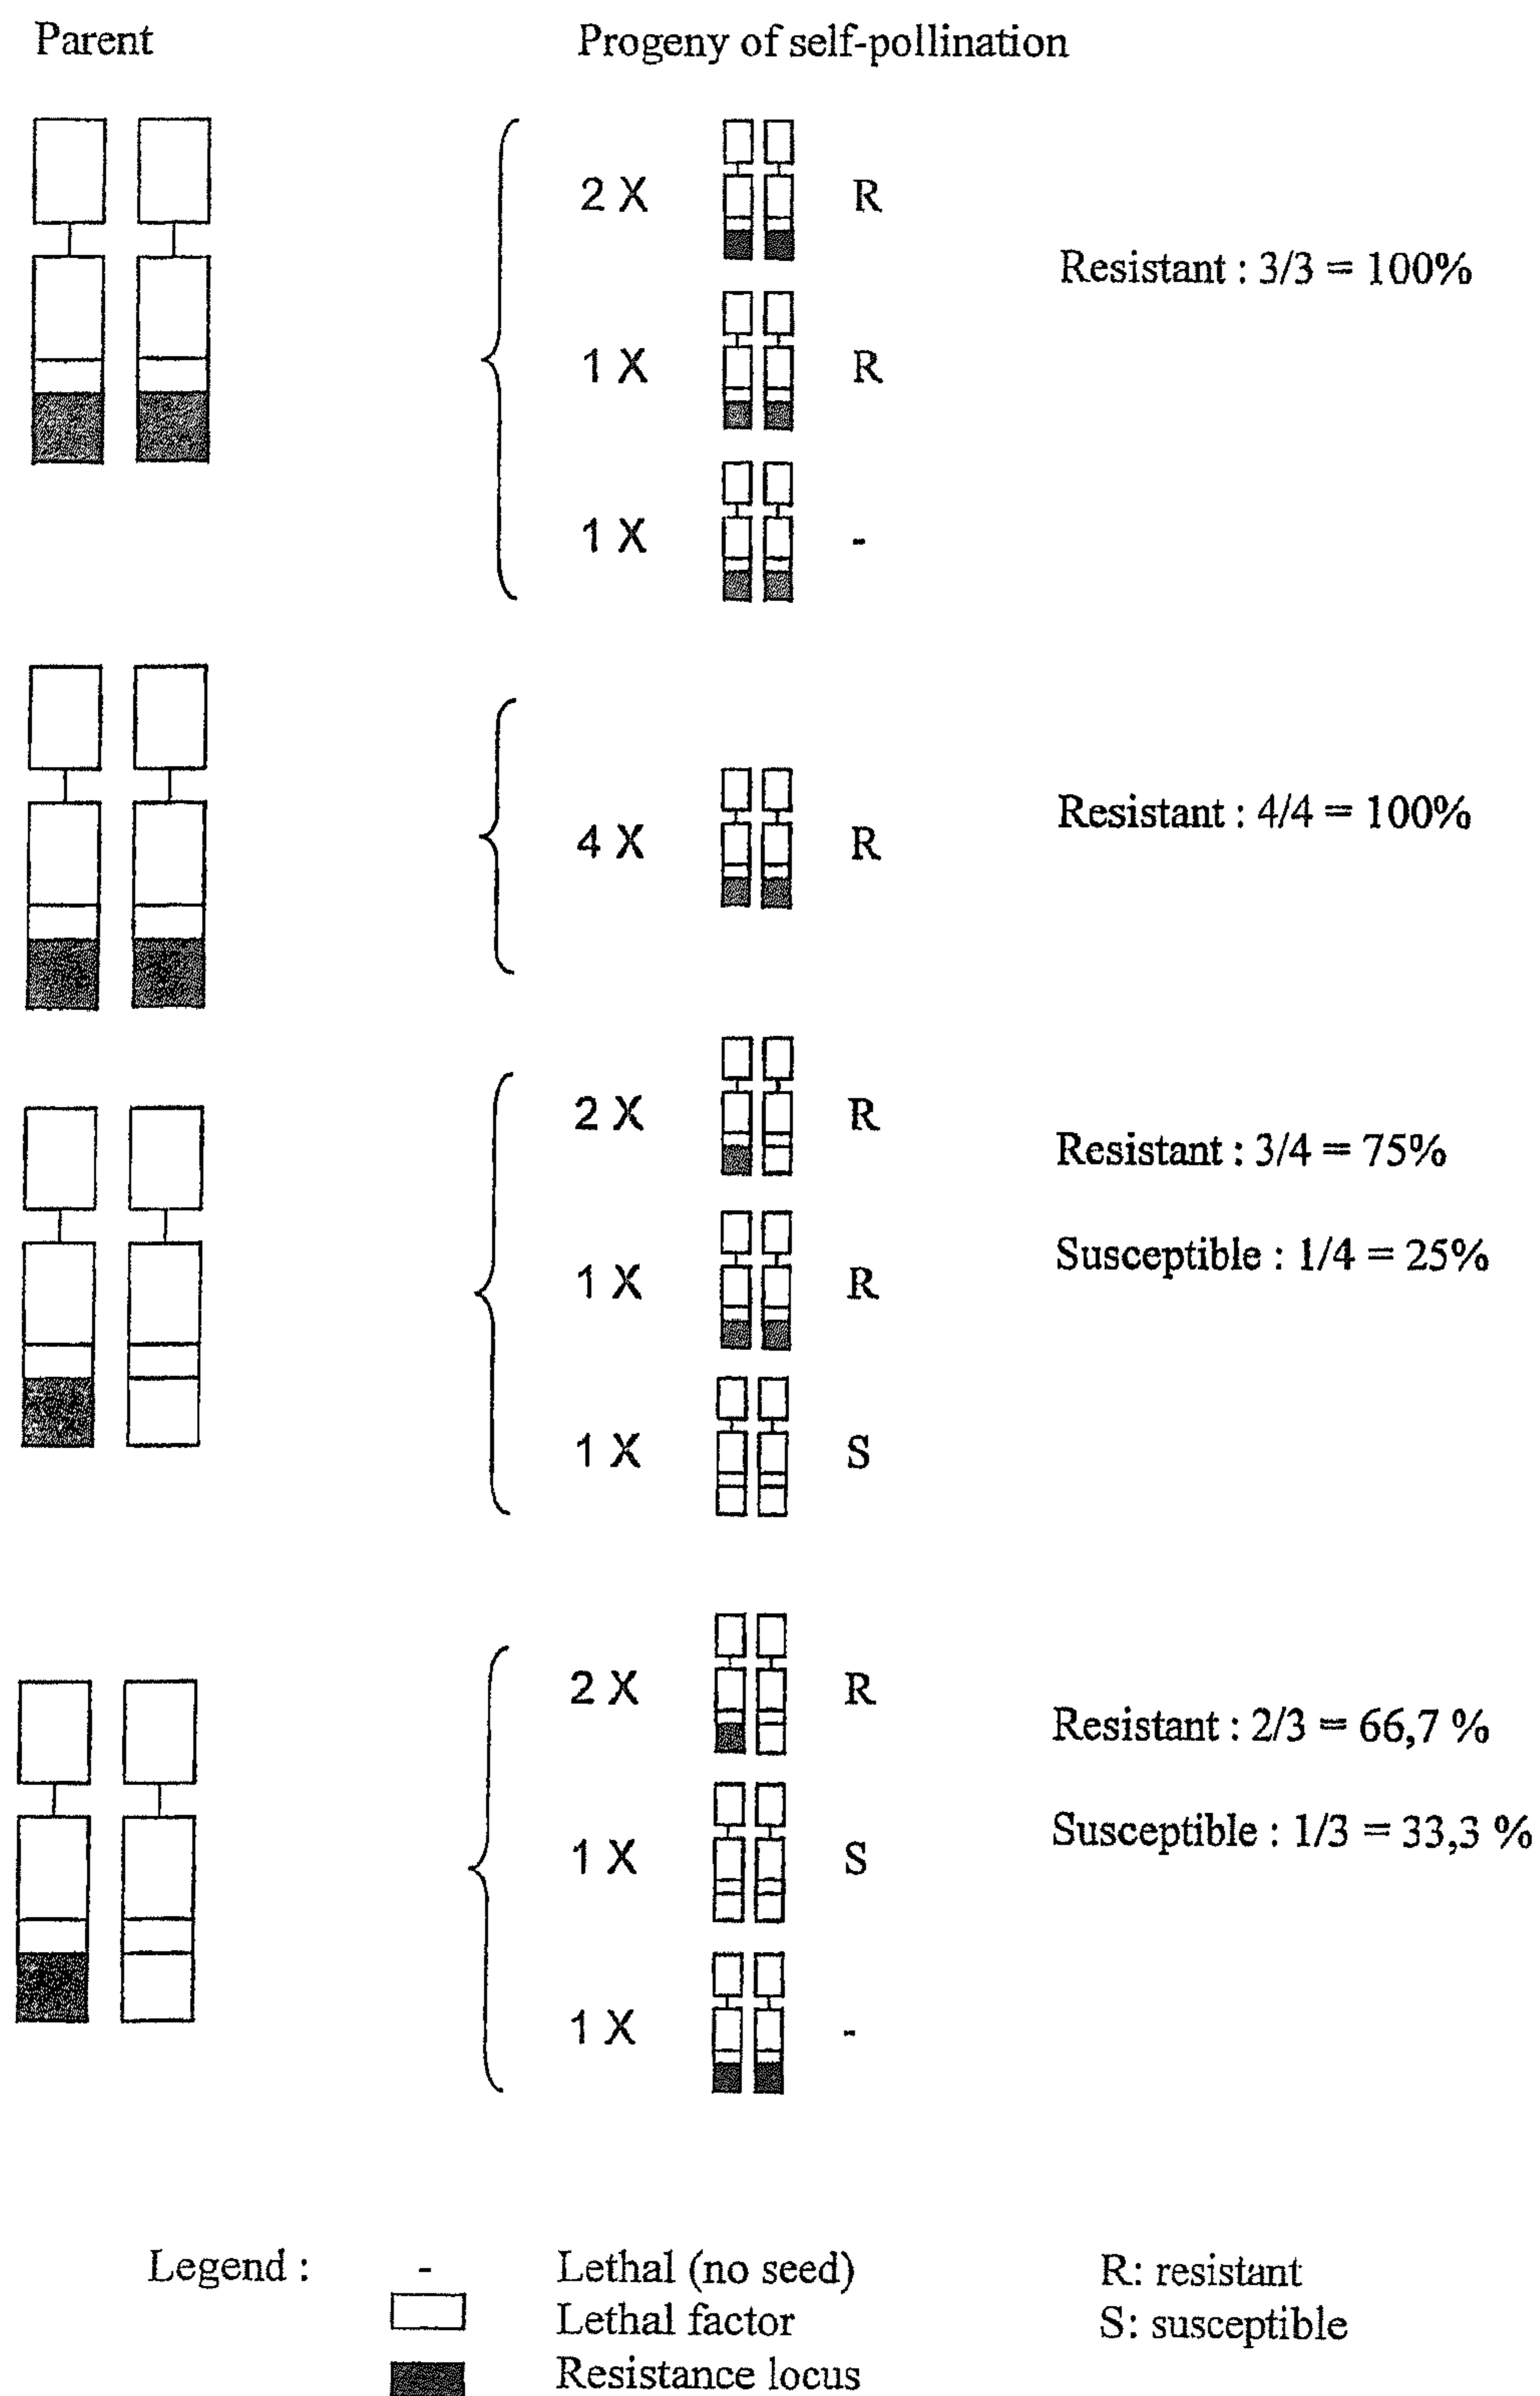 Parent Progeny of self-pollination
2 X R
Resistant : 3/3 = 100%
1 X R
1 X -
4 X R
Resistant : 4/4 = 100%
2 X R
Resistant : 3/4 = 75%
Susceptible : 1/4 = 25%
1 X R
1 X S
2 X R
Resistant : 2/3 = 66,7 %
Susceptible : 1/3 = 33,3 %
1 X S
1 X -
Legend : - Lethal (no seed) R: resistant
Lethal factor S: susceptible
Resistance locus